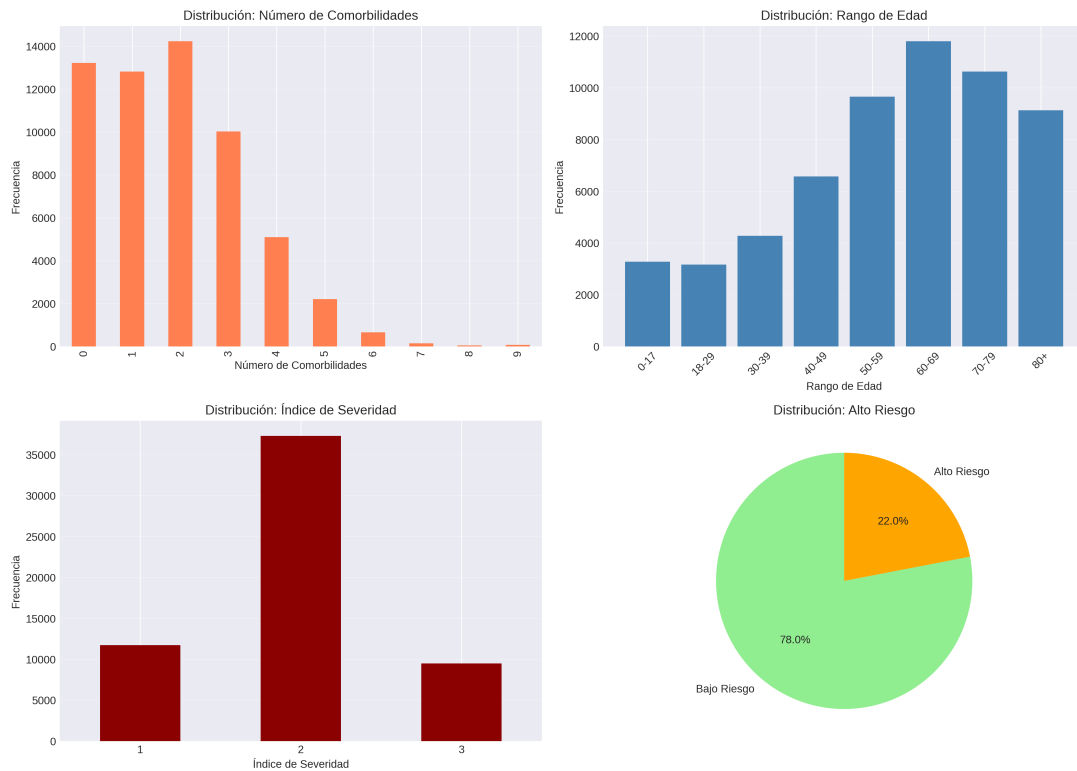 Distribución: Número de Comorbilidades
14000
12000
10000
8000
6000
4000
2000
0
Frecuencia
0 1 2 3 4 5 6 7 8 9
Número de Comorbilidades
Distribución: Rango de Edad
12000
10000
8000
6000
4000
2000
0
Frecuencia
0-17 18-29 30-39 40-49 50-59 60-69 70-79 80+
Rango de Edad
Distribución: Índice de Severidad
35000
30000
25000
20000
15000
10000
5000
0
Frecuencia
1 2 3
Índice de Severidad
Distribución: Alto Riesgo
Alto Riesgo
22.0%
78.0%
Bajo Riesgo